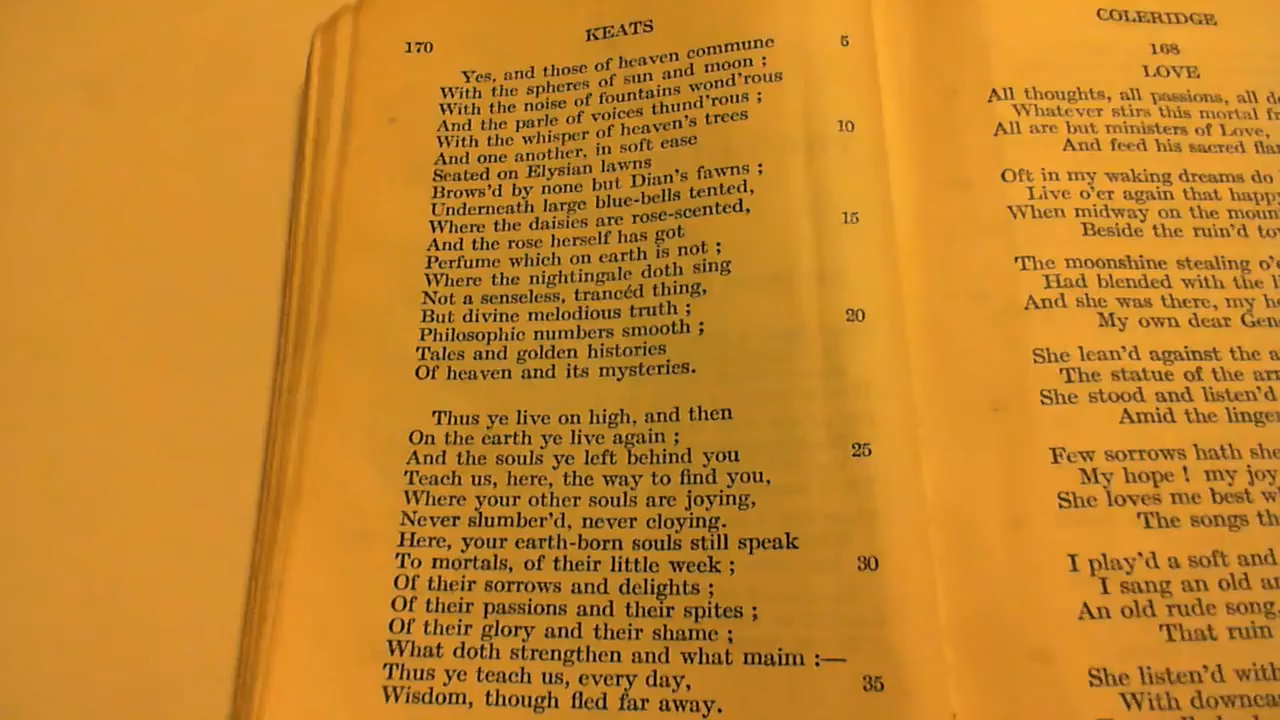 170
KEATS
Yes, and those of heaven commune 5
With the spheres of sun and moon ;
With the noise of fountains wond'rous
And the parle of voices thund'rous ;
With the whisper of heaven's trees
And one another, in soft ease 10
Seated on Elysian lawns
Brows'd by none but Dian's fawns ;
Underneath large blue-bells tented,
Where the daisies are rose-scented,
And the rose herself has got 15
Perfume which on earth is not ;
Where the nightingale doth sing
Not a senseless, trancéd thing,
But divine melodious truth ;
Philosophic numbers smooth ; 20
Tales and golden histories
Of heaven and its mysteries.
Thus ye live on high, and then
On the earth ye live again ;
And the souls ye left behind you 25
Teach us, here, the way to find you,
Where your other souls are joying,
Never slumber'd, never cloying.
Here, your earth-born souls still speak
To mortals, of their little week ; 30
Of their sorrows and delights ;
Of their passions and their spites ;
Of their glory and their shame ;
What doth strengthen and what maim :—
Thus ye teach us, every day, 35
Wisdom, though fled far away.
COLERIDGE
168
LOVE
All thoughts, all passions, all
Whatever stirs this mortal
All are but ministers of Love,
And feed his sacred
Oft in my waking dreams do
Live o'er again that
When midway on the
Beside the ruin'd
The moonshine stealing
Had blended with the
And she was there, my
My own dear
She lean'd against the
The statue of the
She stood and listen'd
Amid the
Few sorrows hath she
My hope ! my
She loves me best
The songs
I play'd a soft and
I sang an old
An old rude song,
That ruin
She listen'd
With